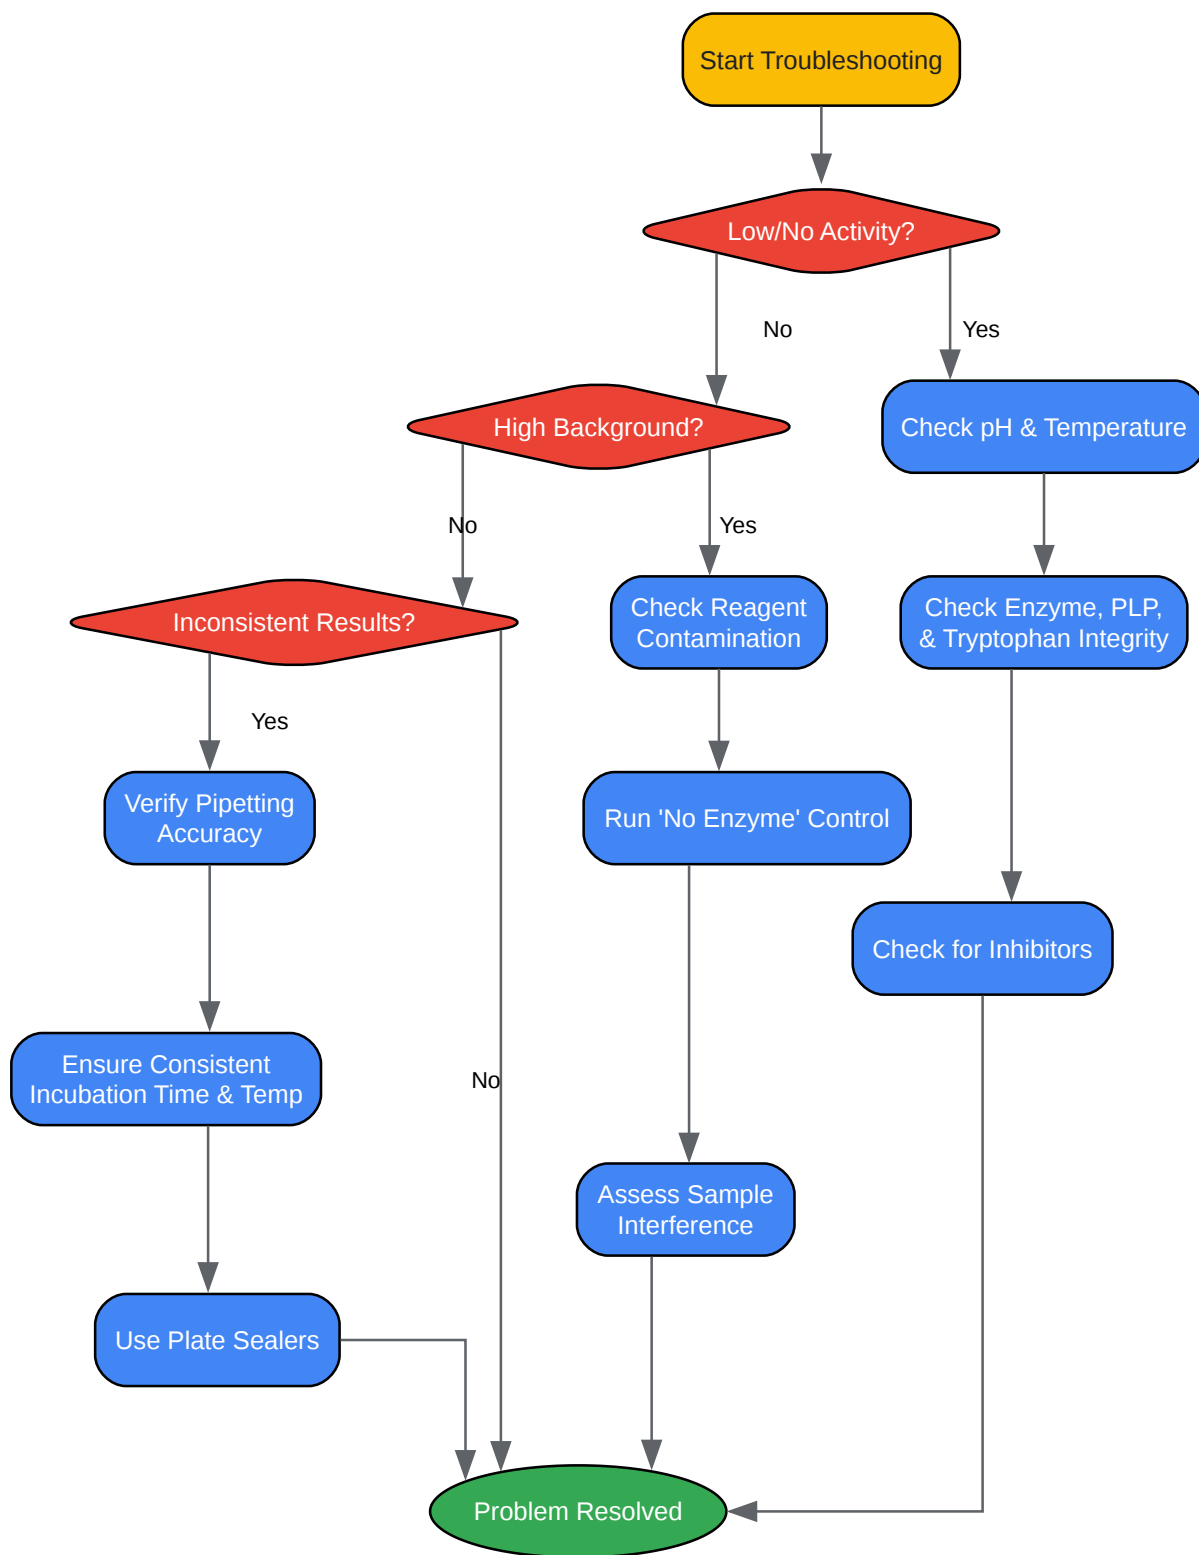 Start Troubleshooting
Low/No Activity?
No
Yes
High Background?
Check pH & Temperature
No
Yes
Inconsistent Results?
Check Reagent
Contamination
Check Enzyme, PLP,
& Tryptophan Integrity
Yes
Verify Pipetting
Accuracy
Run 'No Enzyme' Control
Check for Inhibitors
Ensure Consistent
Incubation Time & Temp
No
Assess Sample
Interference
Use Plate Sealers
Problem Resolved